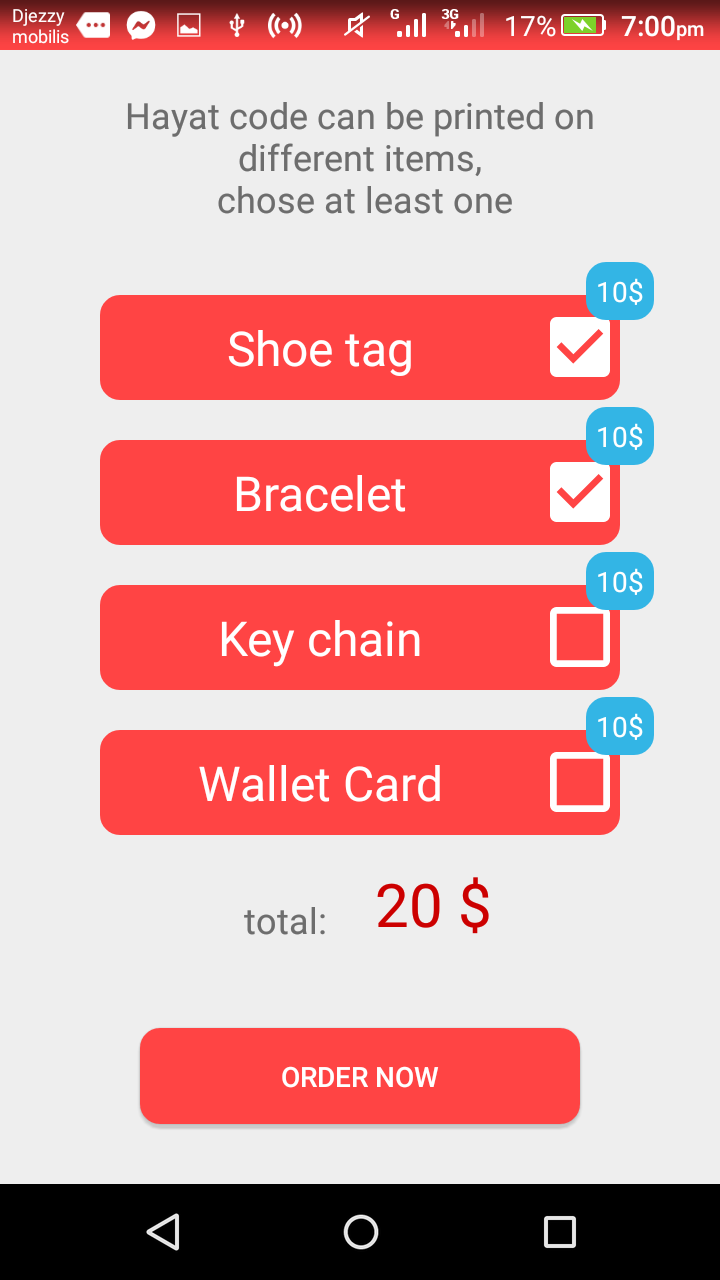 Djezzy
mobilis
G
3G
17%
7:00pm
Hayat code can be printed on
different items,
chose at least one
10$
Shoe tag
10$
Bracelet
10$
Key chain
10$
Wallet Card
total: 20 $
ORDER NOW